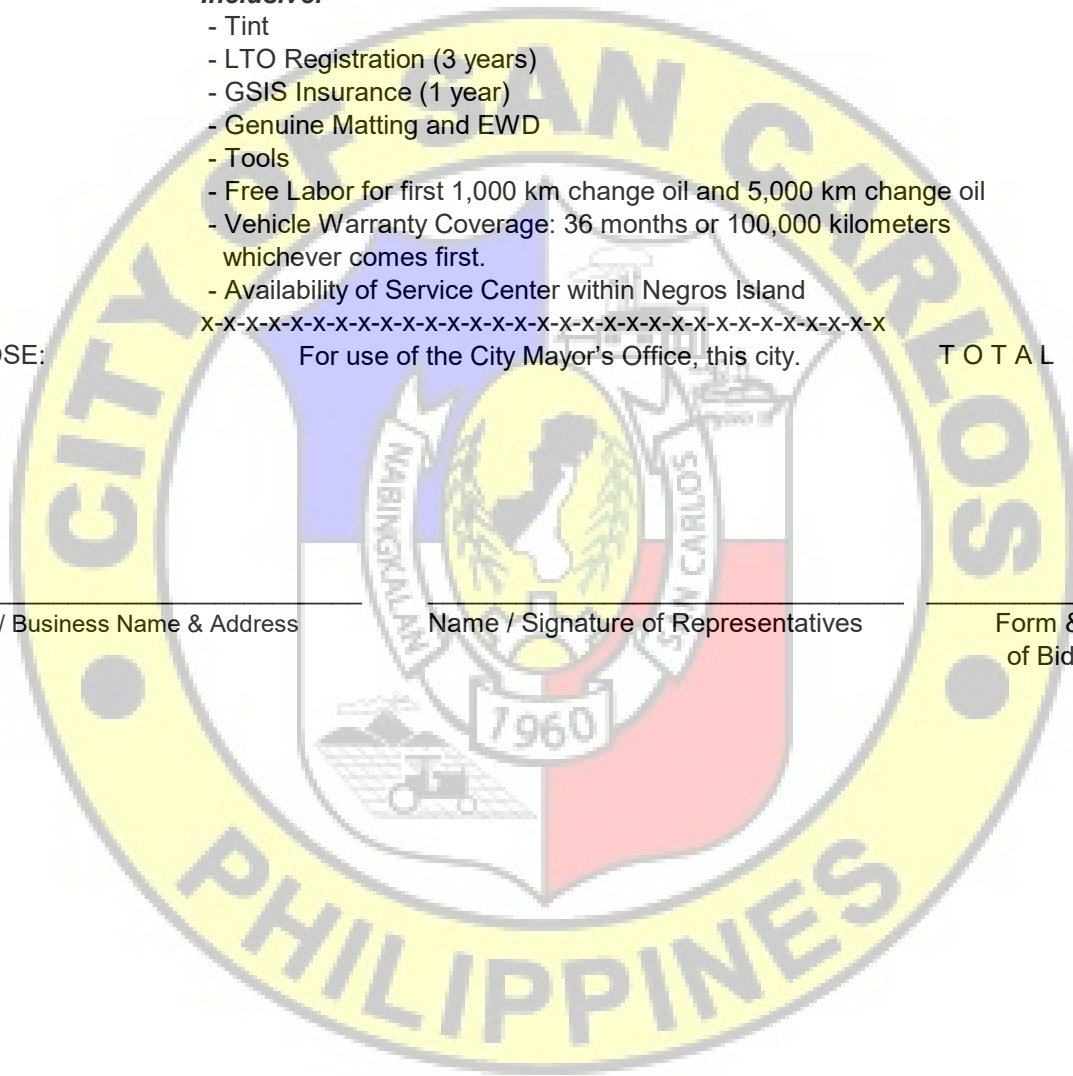 Inclusive:
- Tint
- LTO Registration (3 years)
- GSIS Insurance (1 year)
- Genuine Matting and EWD
- Tools
- Free Labor for first 1,000 km change oil and 5,000 km change oil
- Vehicle Warranty Coverage: 36 months or 100,000 kilometers
whichever comes first.
- Availability of Service Center within Negros Island
x-x-x-x-x-x-x-x-x-x-x-x-x-x-x-x-x-x-x-x-x-x-x-x-x-x-x-x-x-x-x
OSE: For use of the City Mayor's Office, this city. T O T A L
/ Business Name & Address Name / Signature of Representatives Form &
of Bid
CITY OF SAN CARLOS
NABINGKALAN SAN CARLOS
1960
PHILIPPINES